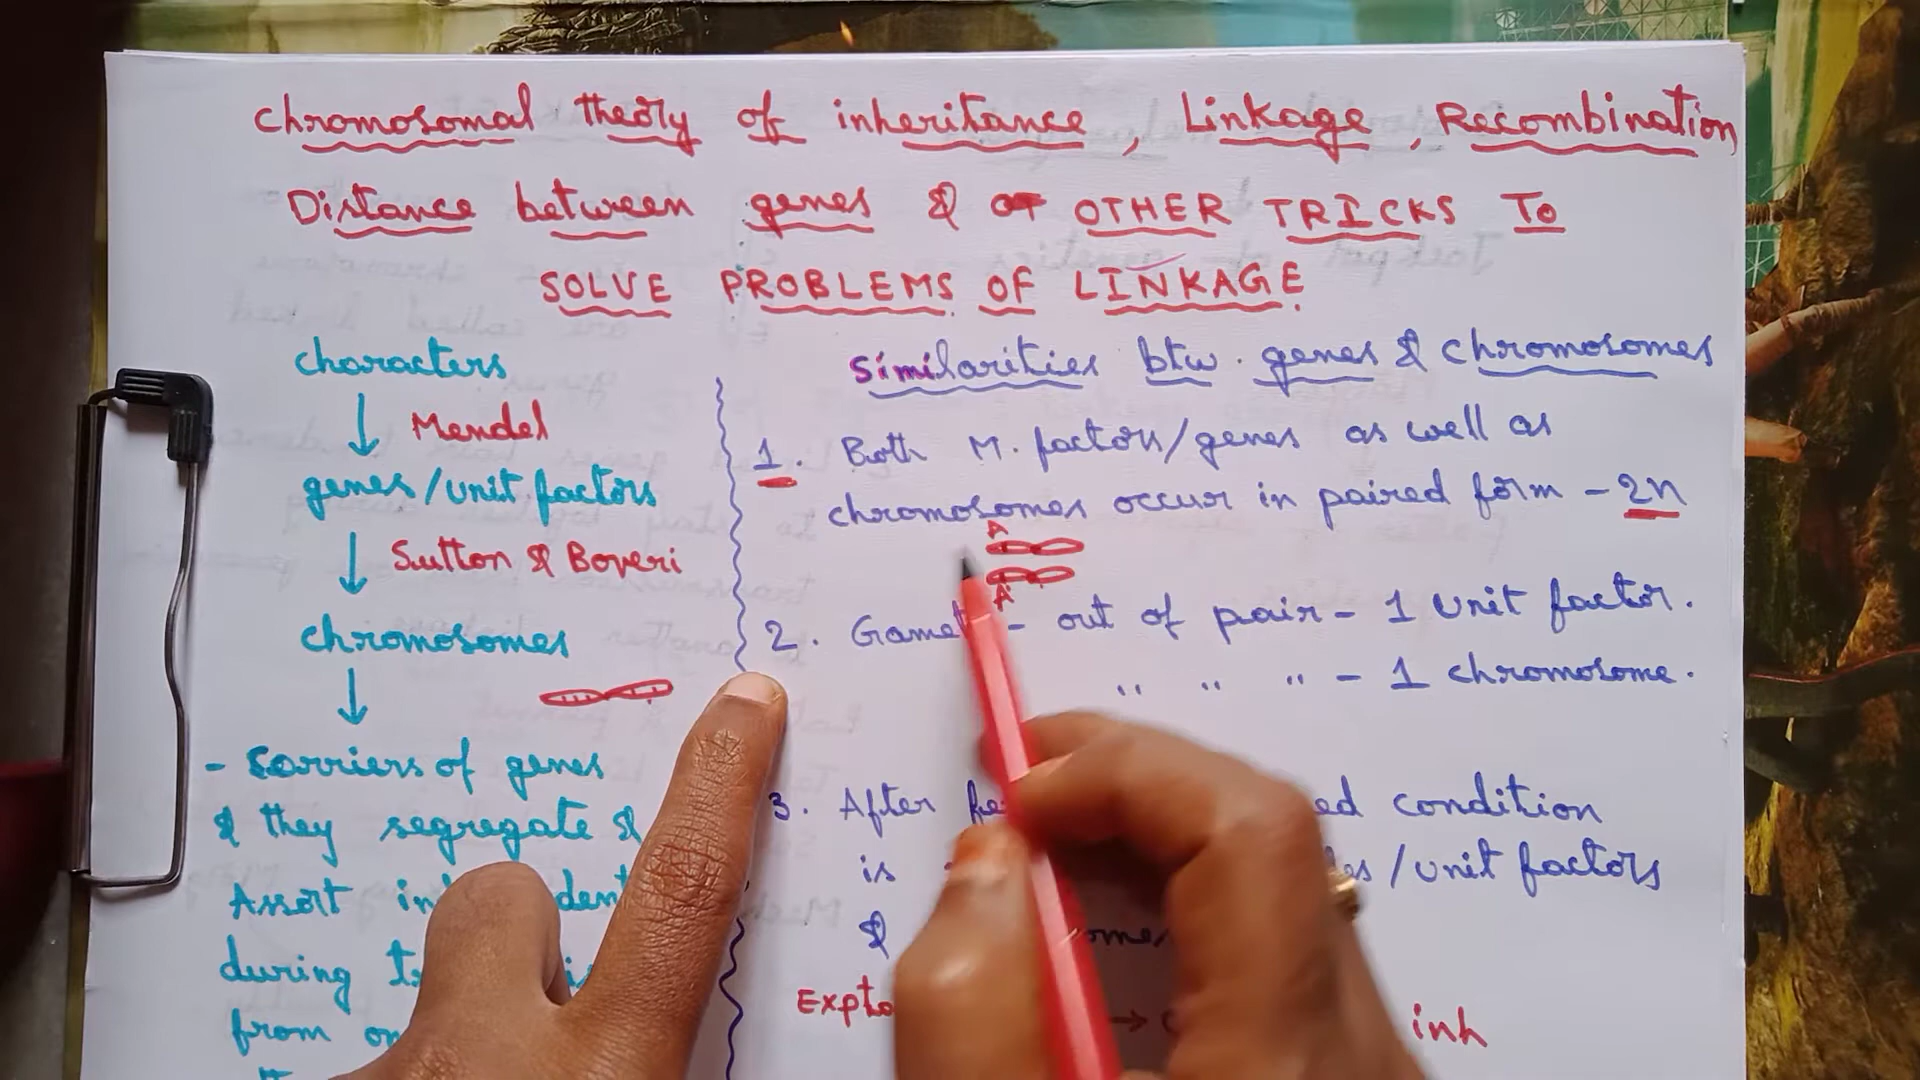 Chromosomal theory of inheritance, Linkage, Recombination
Distance between genes & OTHER TRICKS TO
SOLVE PROBLEMS OF LINKAGE.
characters
Mendel
genes/unit factors
Sutton & Boveri
chromosomes
- carriers of genes
& they segregate &
Assort
during
from
Similarities btw. genes & chromosomes
1. Both M. factors/genes as well as
chromosomes occur in paired form - 2n
A
A
2. Gamet - out of pair - 1 unit factor.
" " " - 1 chromosome.
3. After condition
is /unit factors
&
inh